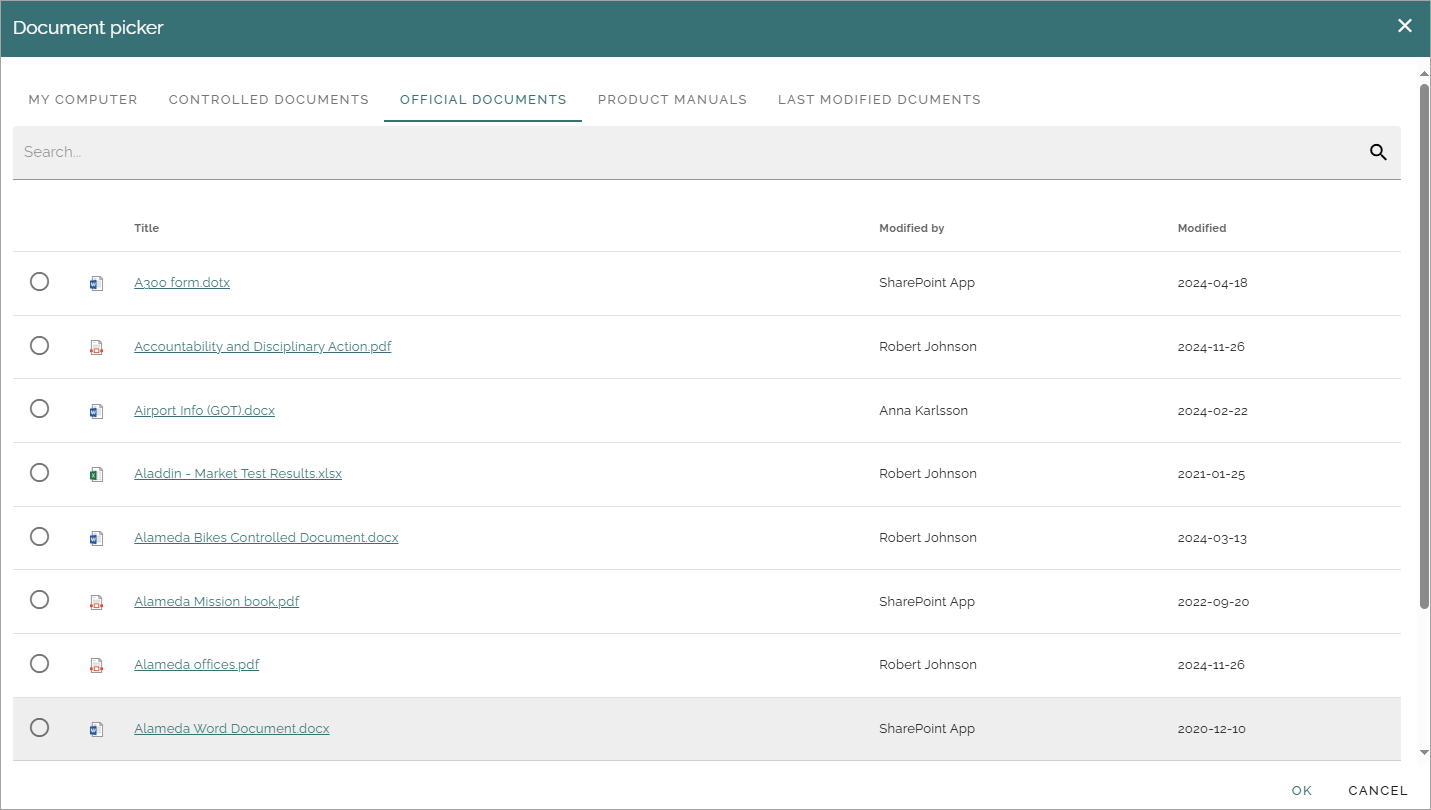 Document picker
MY COMPUTER CONTROLLED DOCUMENTS OFFICIAL DOCUMENTS PRODUCT MANUALS LAST MODIFIED DCUMENTS
Search...
Title Modified by Modified
A300 form.dotx SharePoint App 2024-04-18
Accountability and Disciplinary Action.pdf Robert Johnson 2024-11-26
Airport Info (GOT).docx Anna Karlsson 2024-02-22
Aladdin - Market Test Results.xlsx Robert Johnson 2021-01-25
Alameda Bikes Controlled Document.docx Robert Johnson 2024-03-13
Alameda Mission book.pdf SharePoint App 2022-09-20
Alameda offices.pdf Robert Johnson 2024-11-26
Alameda Word Document.docx SharePoint App 2020-12-10
OK CANCEL